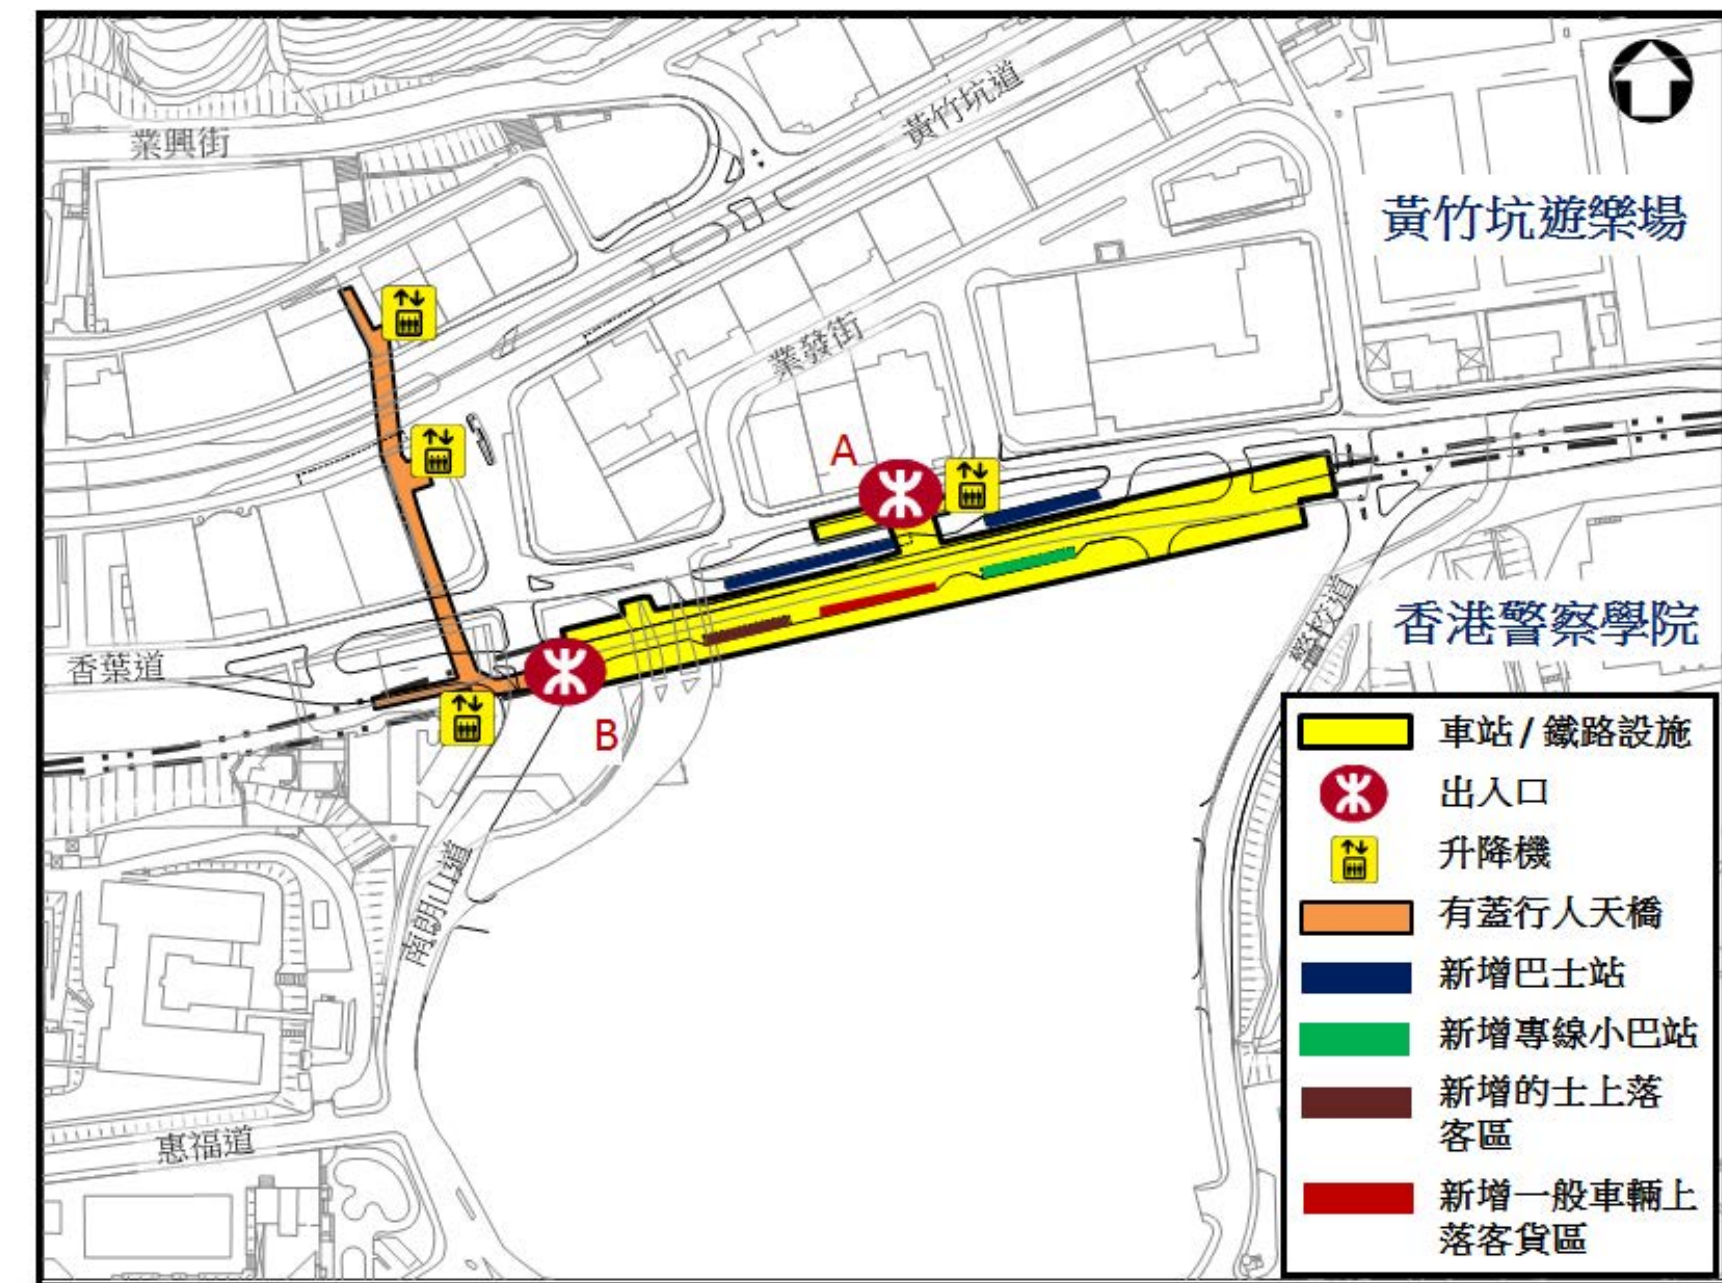 業興街
黃竹坑道
黃竹坑遊樂場
業發街
A
香港警察學院
警校道
香葉道
B
南朗山道
惠福道
車站 / 鐵路設施
出入口
升降機
有蓋行人天橋
新增巴士站
新增專線小巴站
新增的士上落
客區
新增一般車輛上
落客貨區